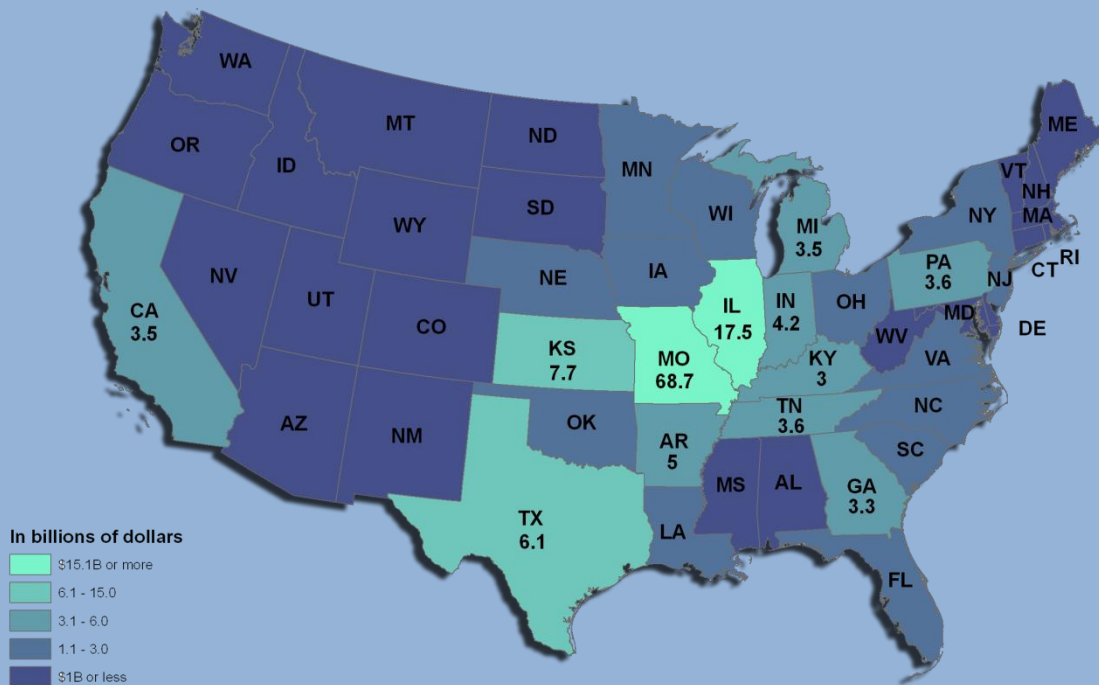 WA
MT
ND
MN
ME
OR
ID
VT
NH
SD
WI
NY
MA
WY
MI
3.5
CT
RI
NE
IA
PA
3.6
NJ
NV
UT
CO
CA
3.5
IL
17.5
IN
4.2
OH
MD
DE
WV
KS
7.7
MO
68.7
KY
3
VA
AZ
NM
OK
AR
5
TN
3.6
NC
SC
MS
AL
GA
3.3
TX
6.1
LA
FL
In billions of dollars
$15.1B or more
6.1 - 15.0
3.1 - 6.0
1.1 - 3.0
$1B or less